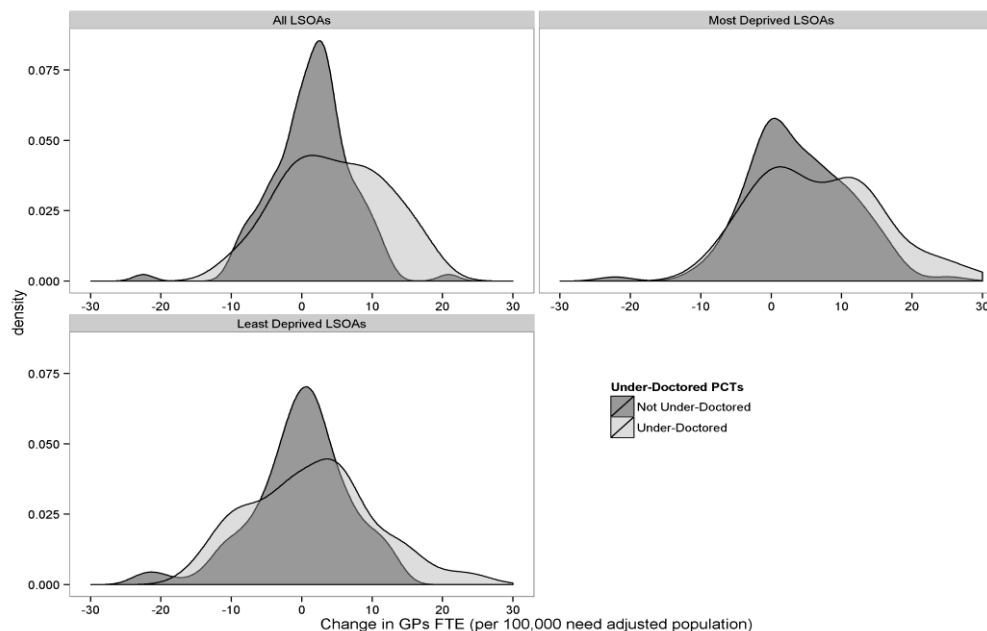 All LSOAs
Most Deprived LSOAs
0.075
0.050
0.025
0.000
-30 -20 -10 0 10 20 30
-30 -20 -10 0 10 20 30
density
Least Deprived LSOAs
0.075
0.050
0.025
0.000
-30 -20 -10 0 10 20 30
Under-Doctored PCTs
Not Under-Doctored
Under-Doctored
Change in GPs FTE (per 100,000 need adjusted population)